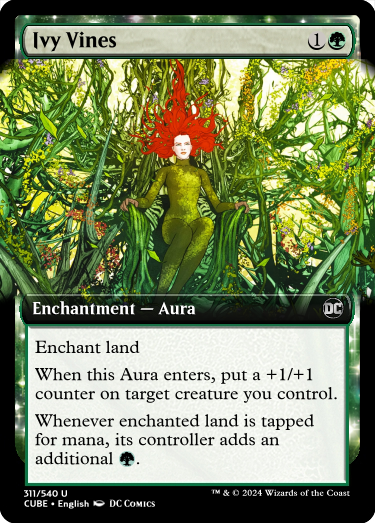 Ivy Vines 1
Enchantment — Aura DC
Enchant land
When this Aura enters, put a +1/+1
counter on target creature you control.
Whenever enchanted land is tapped
for mana, its controller adds an
additional .
311/540 U ™ & © 2024 Wizards of the Coast
CUBE • English DC Comics